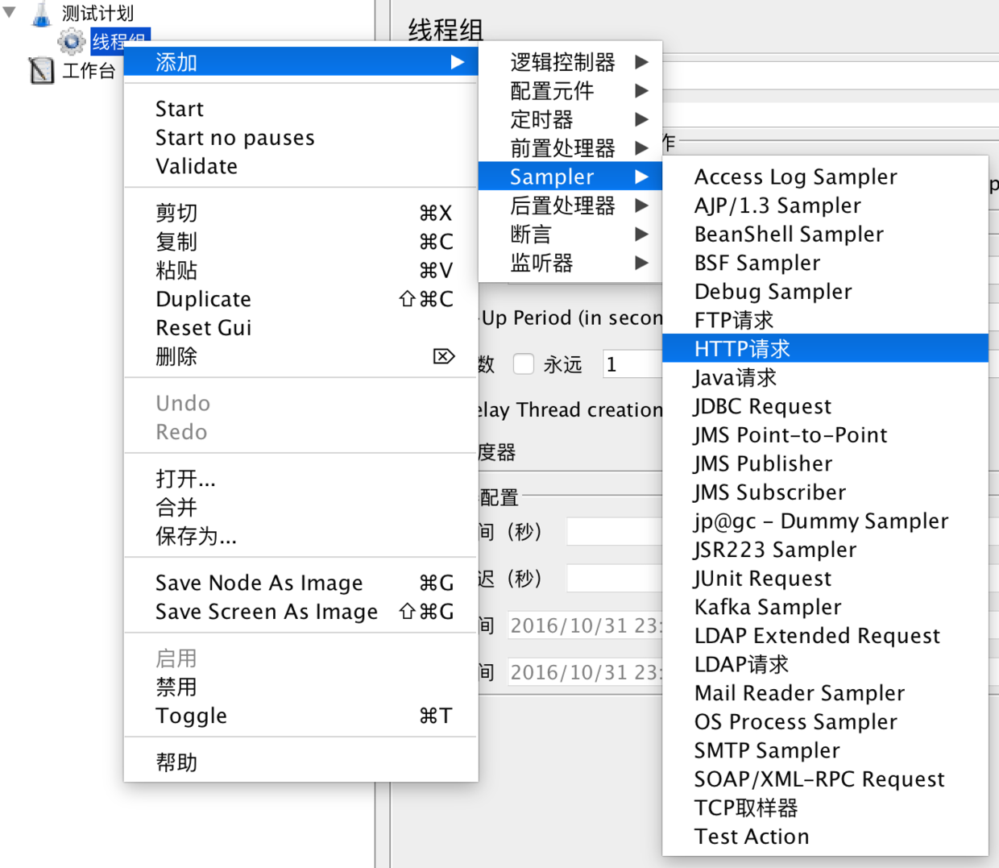 测试计划
线程组
工作台
线程组
添加
Start
Start no pauses
Validate
剪切 ⌘X
复制 ⌘C
粘贴 ⌘V
Duplicate ⇧⌘C
Reset Gui
删除 ⌦
Undo
Redo
打开...
合并
保存为...
Save Node As Image ⌘G
Save Screen As Image ⇧⌘G
启用
禁用
Toggle ⌘T
帮助
逻辑控制器
配置元件
定时器
前置处理器
Sampler
后置处理器
断言
监听器
作
-Up Period (in secon
数 永远 1
elay Thread creation
度器
配置
间（秒）
迟（秒）
间 2016/10/31 23:
间 2016/10/31 23:
Access Log Sampler
AJP/1.3 Sampler
BeanShell Sampler
BSF Sampler
Debug Sampler
FTP请求
HTTP请求
Java请求
JDBC Request
JMS Point-to-Point
JMS Publisher
JMS Subscriber
jp@gc - Dummy Sampler
JSR223 Sampler
JUnit Request
Kafka Sampler
LDAP Extended Request
LDAP请求
Mail Reader Sampler
OS Process Sampler
SMTP Sampler
SOAP/XML-RPC Request
TCP取样器
Test Action